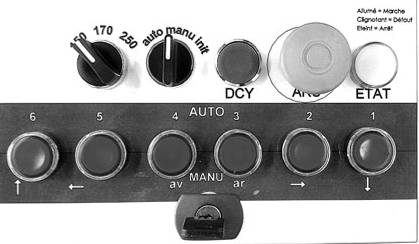 Allumé = Marche
Clignotant = Défaut
Eteint = Arrêt
150 170 250
auto manu init
DCY
ETAT
AUTO
6 5 4 3 2 1
MANU
av ar